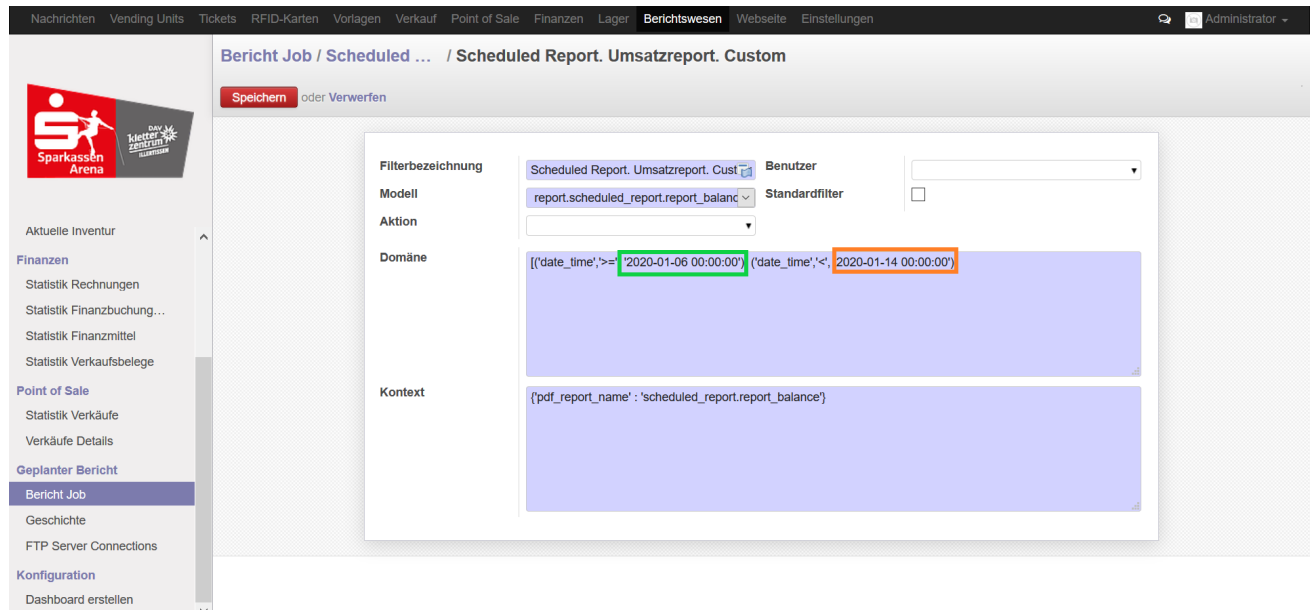 Nachrichten Vending Units Tickets RFID-Karten Vorlagen Verkauf Point of Sale Finanzen Lager Berichtswesen Webseite Einstellungen Administrator
Bericht Job / Scheduled ... / Scheduled Report. Umsatzreport. Custom
Speichern oder Verwerfen
DAV
kletter
zentrum
ILLERTISSEN
Sparkassen
Arena
Aktuelle Inventur
Finanzen
Statistik Rechnungen
Statistik Finanzbuchung...
Statistik Finanzmittel
Statistik Verkaufsbelege
Point of Sale
Statistik Verkäufe
Verkäufe Details
Geplanter Bericht
Bericht Job
Geschichte
FTP Server Connections
Konfiguration
Dashboard erstellen
Filterbezeichnung Scheduled Report. Umsatzreport. Cust Benutzer
Modell report.scheduled_report.report_balanc Standardfilter
Aktion
Domäne [('date_time','>=' '2020-01-06 00:00:00') ('date_time','<', 2020-01-14 00:00:00')
Kontext {'pdf_report_name' : 'scheduled_report.report_balance'}